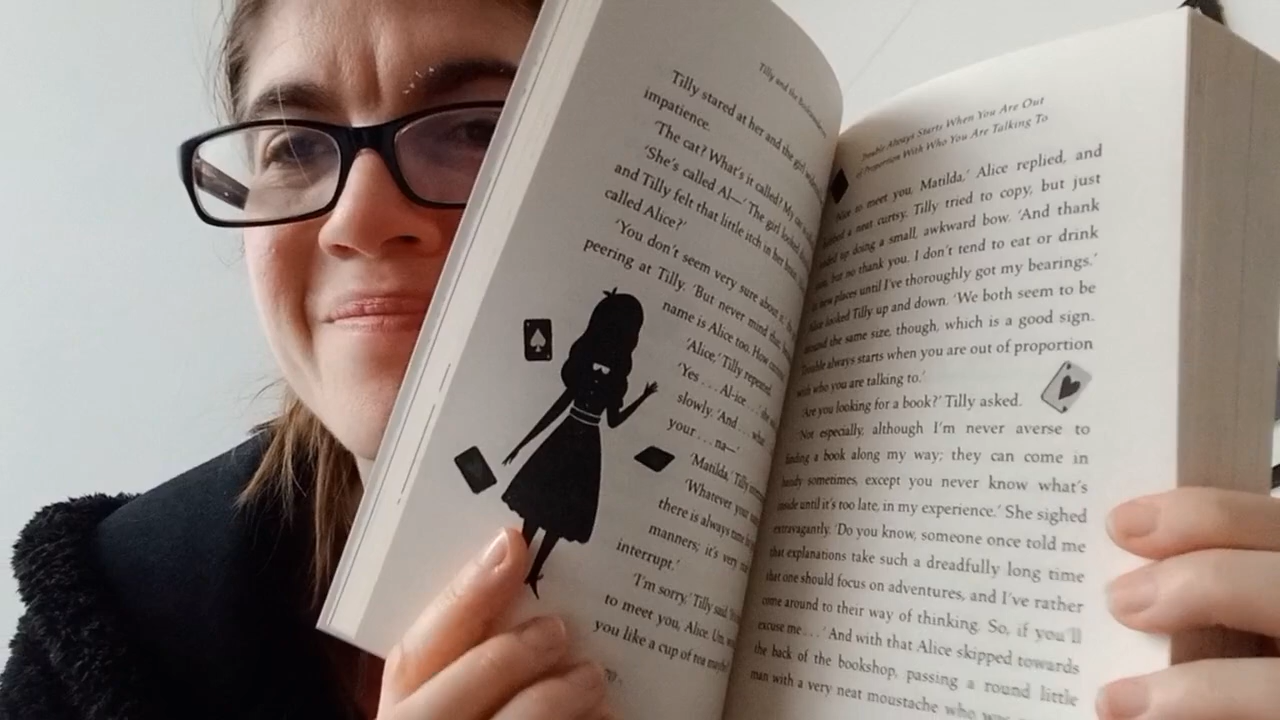 Tilly and the
Tilly stared at her and the girl
impatience.
'The cat? What's it called? My
'She's called Al—' The girl looked
and Tilly felt that little itch in her
called Alice?'
'You don't seem very sure about
peering at Tilly. 'But never mind that,
name is Alice too. How
'Alice,' Tilly repeated.
'Yes . . . Al-ice . . .' she
slowly. 'And . . . what
your . . . na—'
'Matilda,' Tilly
'Whatever your
there is always time
manners; it's very
interrupt.'
'I'm sorry,' Tilly said.
to meet you, Alice. Um,
you like a cup of tea
70
Trouble Always Starts When You Are Out
of Proportion With Who You Are Talking To
to meet you, Matilda,' Alice replied, and
a neat curtsy. Tilly tried to copy, but just
ended up doing a small, awkward bow. 'And thank
you, but no thank you. I don't tend to eat or drink
in new places until I've thoroughly got my bearings.'
Alice looked Tilly up and down. 'We both seem to be
around the same size, though, which is a good sign.
Trouble always starts when you are out of proportion
with who you are talking to.'
'Are you looking for a book?' Tilly asked.
'Not especially, although I'm never averse to
finding a book along my way; they can come in
handy sometimes, except you never know what's
inside until it's too late, in my experience.' She sighed
extravagantly. 'Do you know, someone once told me
that explanations take such a dreadfully long time
that one should focus on adventures, and I've rather
come around to their way of thinking. So, if you'll
excuse me . . .' And with that Alice skipped towards
the back of the bookshop, passing a round little
man with a very neat moustache who was